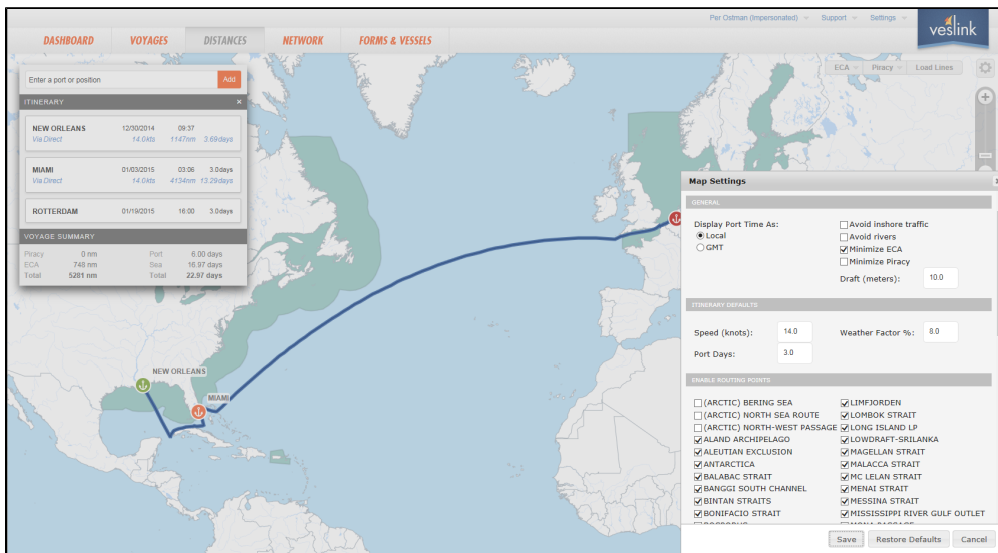 Per Ostman (Impersonated) Support Settings
veslink
DASHBOARD VOYAGES DISTANCES NETWORK FORMS & VESSELS
Enter a port or position Add
ECA Piracy Load Lines
ITINERARY ×
NEW ORLEANS 12/30/2014 09:37
Via Direct 14.0kts 1147nm 3.69days
MIAMI 01/03/2015 03:06 3.0days
Via Direct 14.0kts 4134nm 13.29days
ROTTERDAM 01/19/2015 16:00 3.0days
VOYAGE SUMMARY
Piracy 0 nm Port 6.00 days
ECA 748 nm Sea 16.97 days
Total 5281 nm Total 22.97 days
NEW ORLEANS
MIAMI
Map Settings
GENERAL
Display Port Time As: Avoid inshore traffic
Local Avoid rivers
GMT Minimize ECA
Minimize Piracy
Draft (meters): 10.0
ITINERARY DEFAULTS
Speed (knots): 14.0 Weather Factor %: 8.0
Port Days: 3.0
ENABLE ROUTING POINTS
(ARCTIC) BERING SEA LIMFJORDEN
(ARCTIC) NORTH SEA ROUTE LOMBOK STRAIT
(ARCTIC) NORTH-WEST PASSAGE LONG ISLAND LP
ALAND ARCHIPELAGO LOWDRAFT-SRILANKA
ALEUTIAN EXCLUSION MAGELLAN STRAIT
ANTARCTICA MALACCA STRAIT
BALABAC STRAIT MC LELAN STRAIT
BANGGI SOUTH CHANNEL MENAI STRAIT
BINTAN STRAITS MESSINA STRAIT
BONIFACIO STRAIT MISSISSIPPI RIVER GULF OUTLET
Save Restore Defaults Cancel